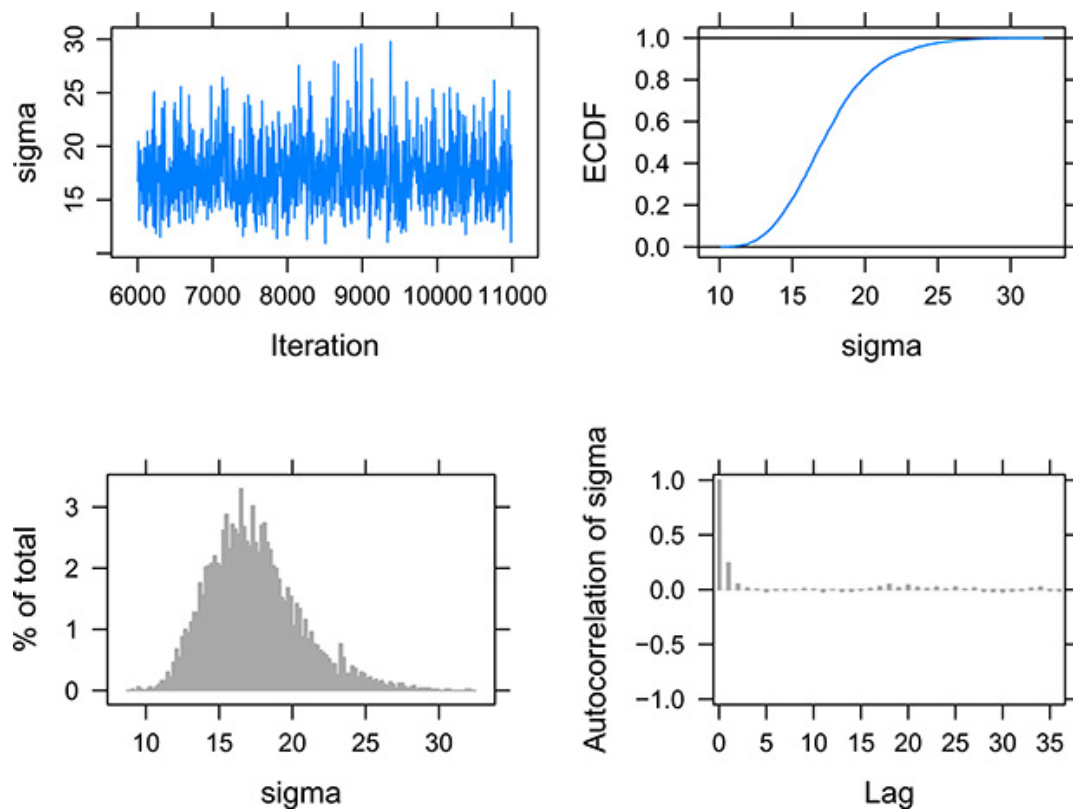 sigma
30
25
20
15
6000 7000 8000 9000 10000 11000
Iteration
ECDF
1.0
0.8
0.6
0.4
0.2
0.0
10 15 20 25 30
sigma
% of total
3
2
1
0
10 15 20 25 30
sigma
Autocorrelation of sigma
1.0
0.5
0.0
−0.5
−1.0
0 5 10 15 20 25 30 35
Lag